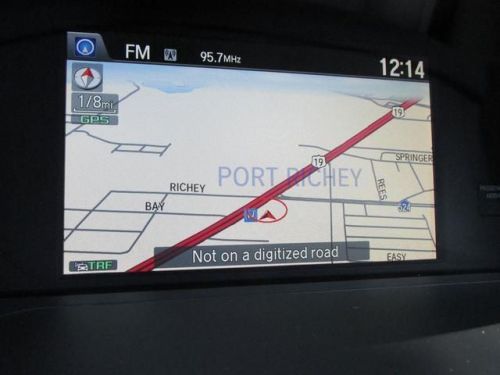 FM 95.7MHz 12:14
1/8mi
GPS
19
SPRINGER
19
PORT RICHEY
REES
RICHEY
BAY
Not on a digitized road
EASY
TRF